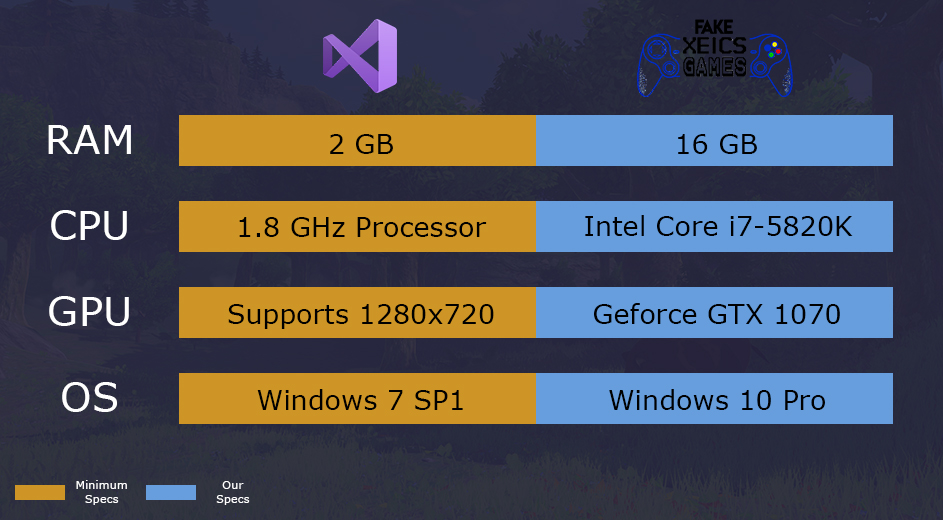 FAKE
XEICS
GAMES
RAM
2 GB
16 GB
CPU
1.8 GHz Processor
Intel Core i7-5820K
GPU
Supports 1280x720
Geforce GTX 1070
OS
Windows 7 SP1
Windows 10 Pro
Minimum
Specs
Our
Specs